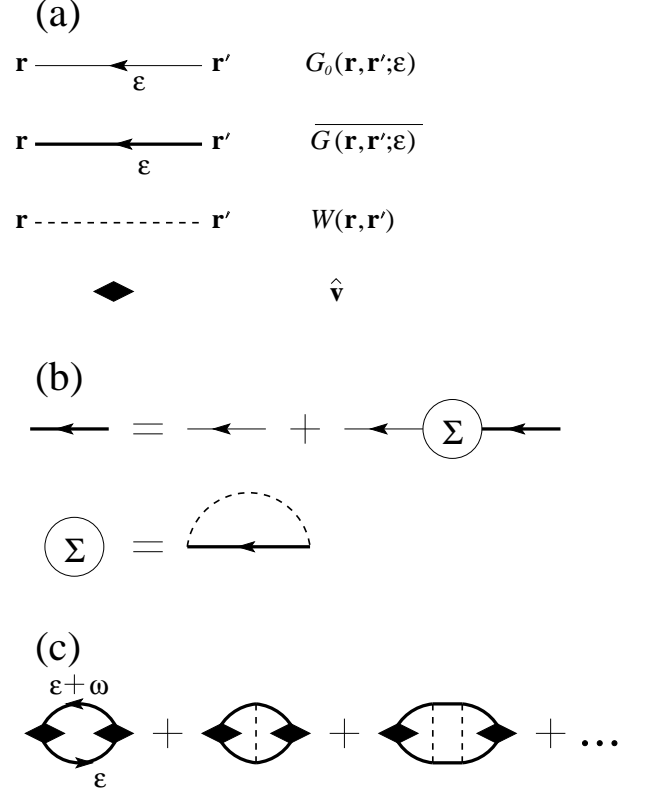 (a)
r r′ G₀(r,r′;ε)
ε
r r′ G(r,r′;ε)
ε
r r′ W(r,r′)
v̂
(b)
= + Σ
Σ =
(c)
ε+ω
+ + + ...
ε